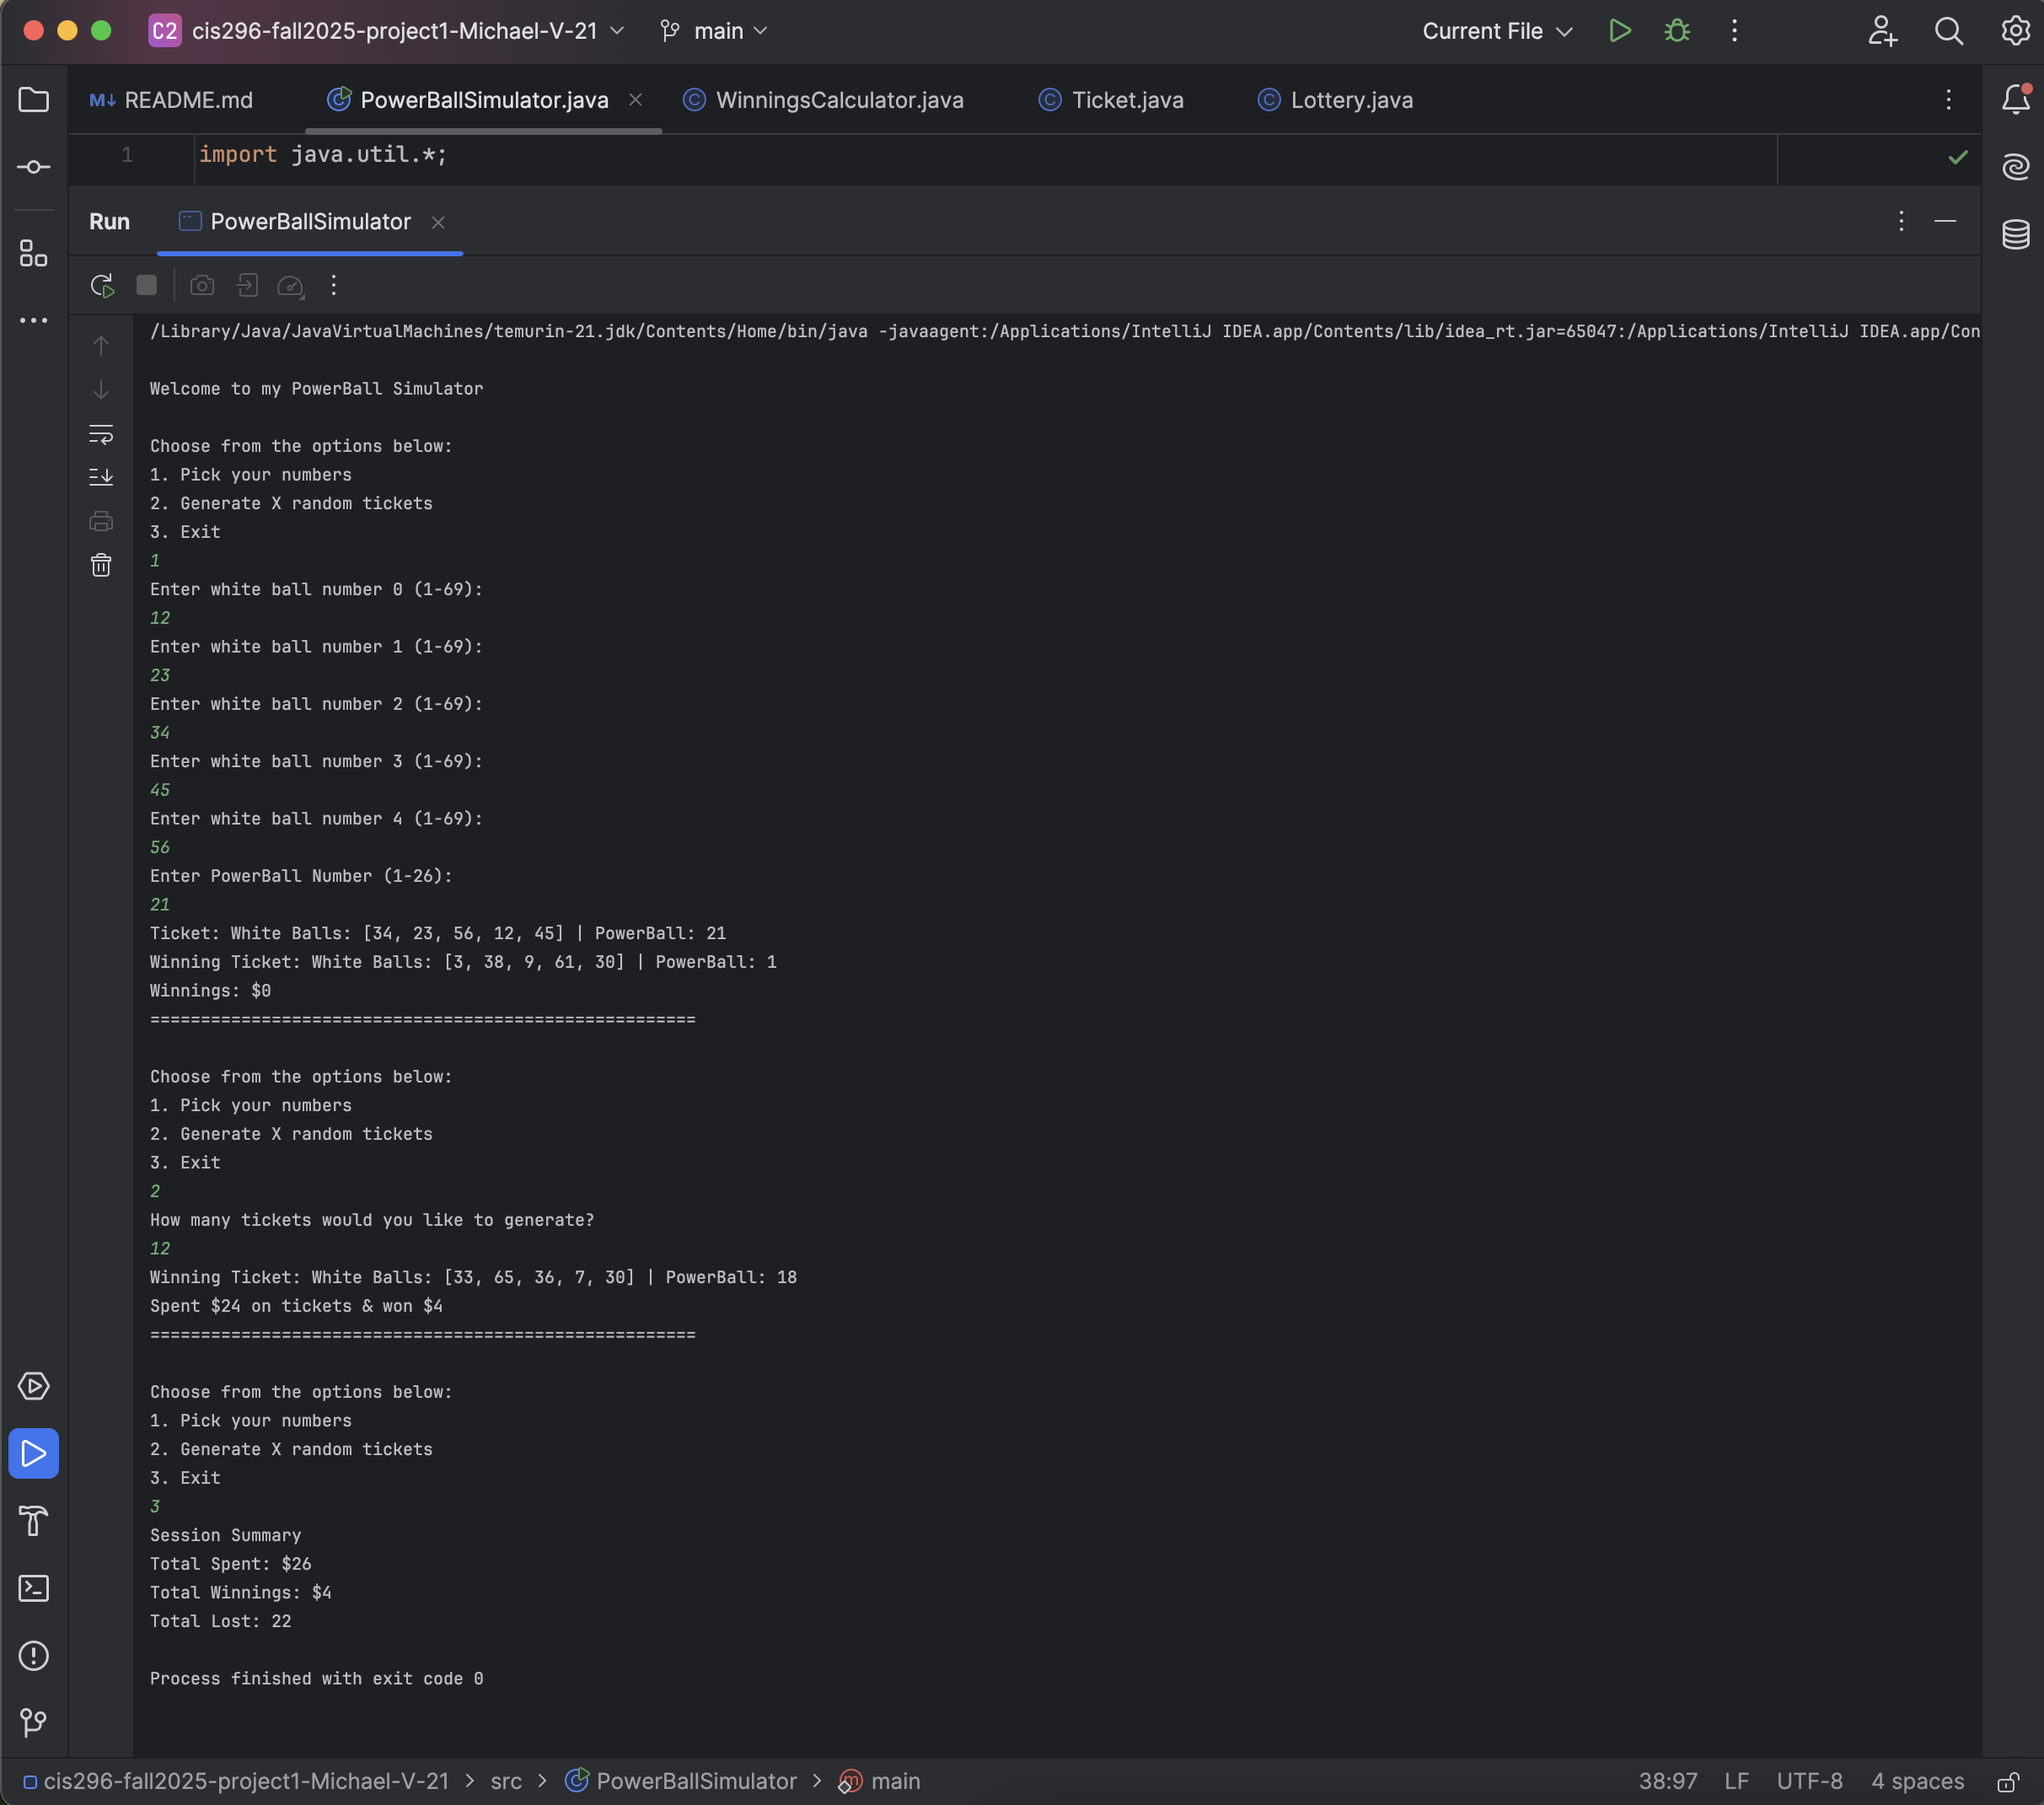 C2 cis296-fall2025-project1-Michael-V-21 main Current File
M↓ README.md PowerBallSimulator.java WinningsCalculator.java Ticket.java Lottery.java
1 import java.util.*;
Run PowerBallSimulator
/Library/Java/JavaVirtualMachines/temurin-21.jdk/Contents/Home/bin/java -javaagent:/Applications/IntelliJ IDEA.app/Contents/lib/idea_rt.jar=65047:/Applications/IntelliJ IDEA.app/Con
Welcome to my PowerBall Simulator
Choose from the options below:
1. Pick your numbers
2. Generate X random tickets
3. Exit
1
Enter white ball number 0 (1-69):
12
Enter white ball number 1 (1-69):
23
Enter white ball number 2 (1-69):
34
Enter white ball number 3 (1-69):
45
Enter white ball number 4 (1-69):
56
Enter PowerBall Number (1-26):
21
Ticket: White Balls: [34, 23, 56, 12, 45] | PowerBall: 21
Winning Ticket: White Balls: [3, 38, 9, 61, 30] | PowerBall: 1
Winnings: $0
======================================================
Choose from the options below:
1. Pick your numbers
2. Generate X random tickets
3. Exit
2
How many tickets would you like to generate?
12
Winning Ticket: White Balls: [33, 65, 36, 7, 30] | PowerBall: 18
Spent $24 on tickets & won $4
======================================================
Choose from the options below:
1. Pick your numbers
2. Generate X random tickets
3. Exit
3
Session Summary
Total Spent: $26
Total Winnings: $4
Total Lost: 22
Process finished with exit code 0
cis296-fall2025-project1-Michael-V-21 > src > PowerBallSimulator > main 38:97 LF UTF-8 4 spaces